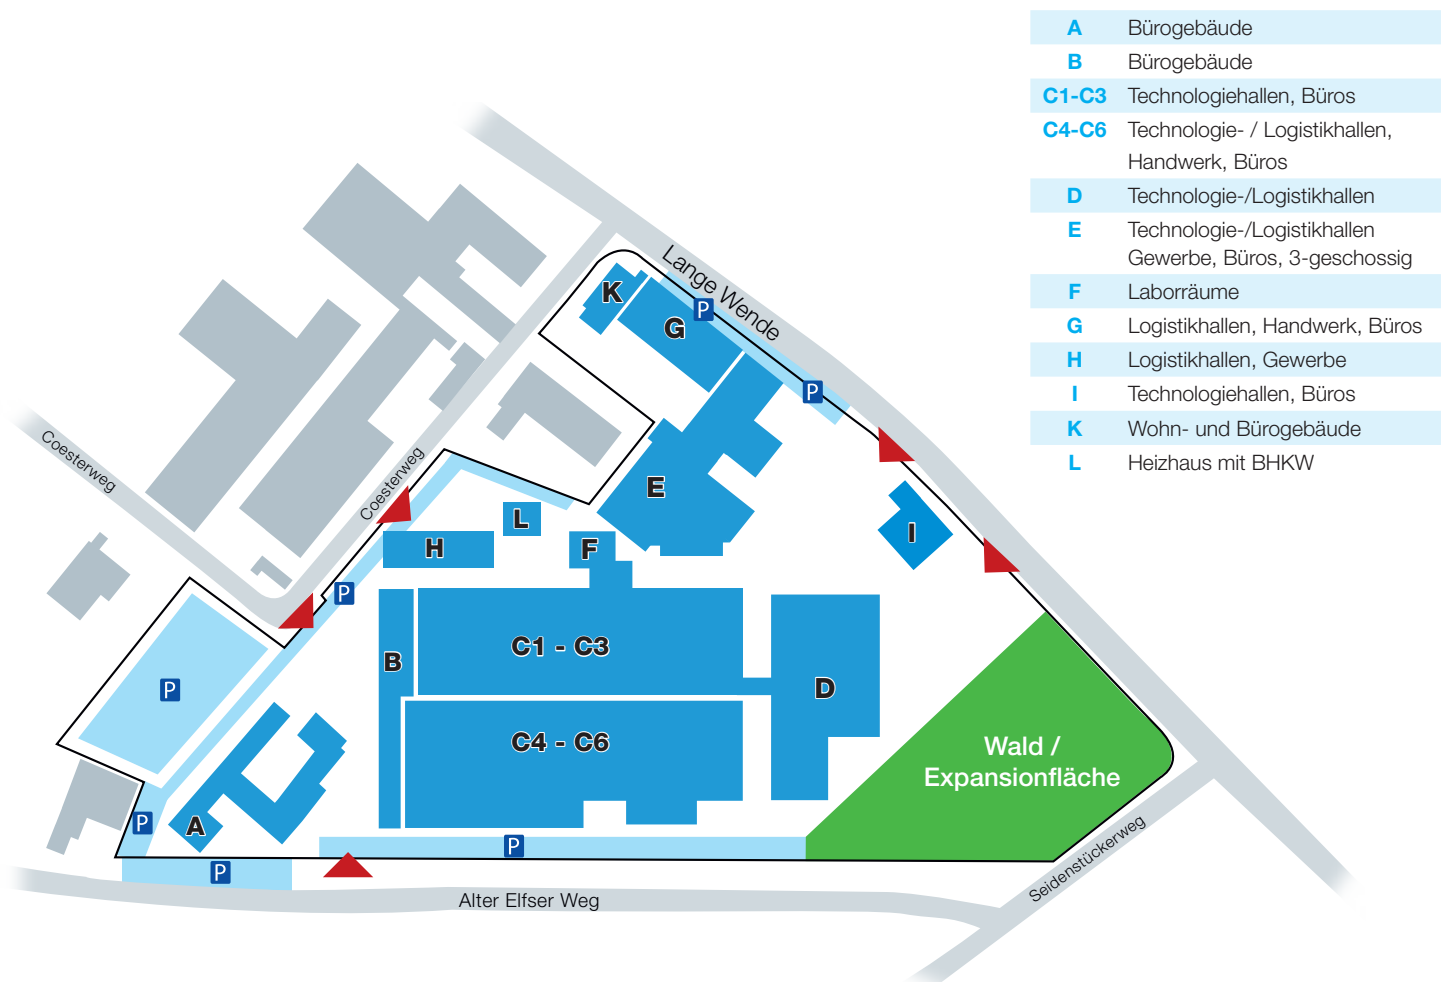 A Bürogebäude
B Bürogebäude
C1-C3 Technologiehallen, Büros
C4-C6 Technologie- / Logistikhallen,
Handwerk, Büros
D Technologie-/Logistikhallen
E Technologie-/Logistikhallen
Gewerbe, Büros, 3-geschossig
F Laborräume
G Logistikhallen, Handwerk, Büros
H Logistikhallen, Gewerbe
I Technologiehallen, Büros
K Wohn- und Bürogebäude
L Heizhaus mit BHKW
Lange Wende
K
P
G
P
Coesterweg
Coesterweg
E
L
I
H
F
P
C1 - C3
B
D
P
C4 - C6
Wald /
Expansionfläche
P
A
P
P
Seidenstückerweg
Alter Elfser Weg